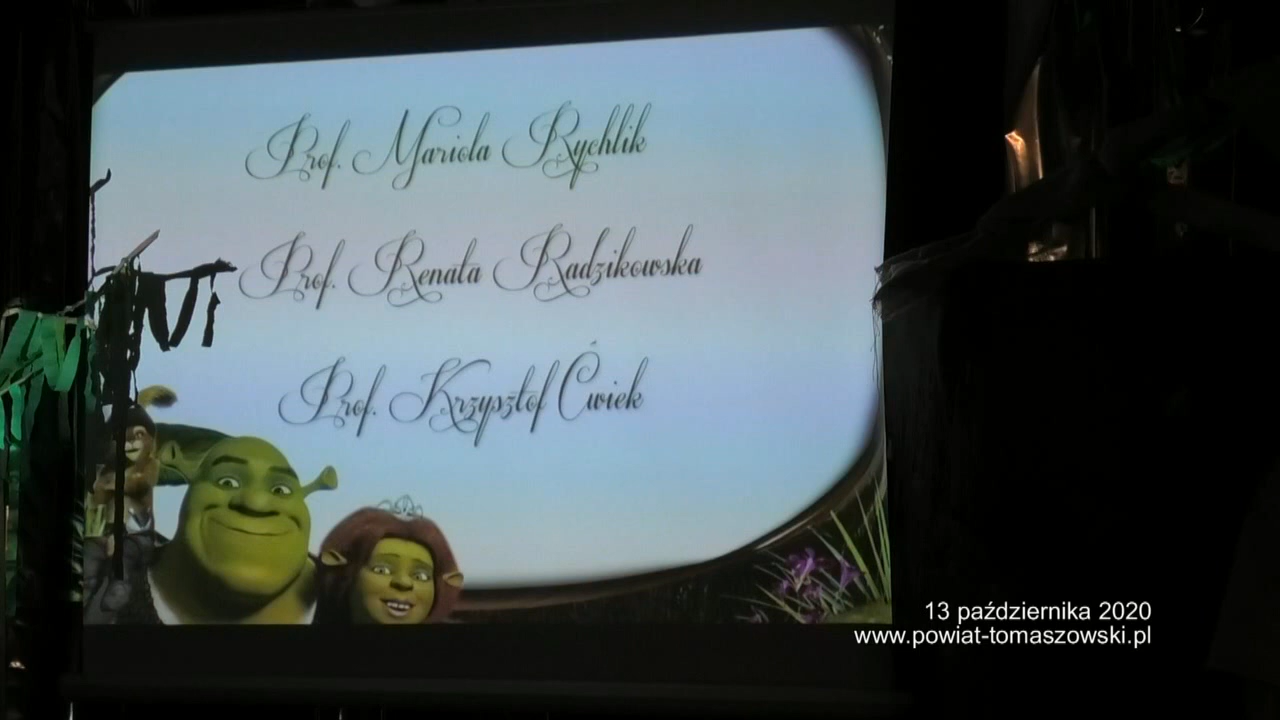 Prof. Mariola Rychlik
Prof. Renata Radzikowska
Prof. Krzysztof Ćwiek
13 października 2020
www.powiat-tomaszowski.pl